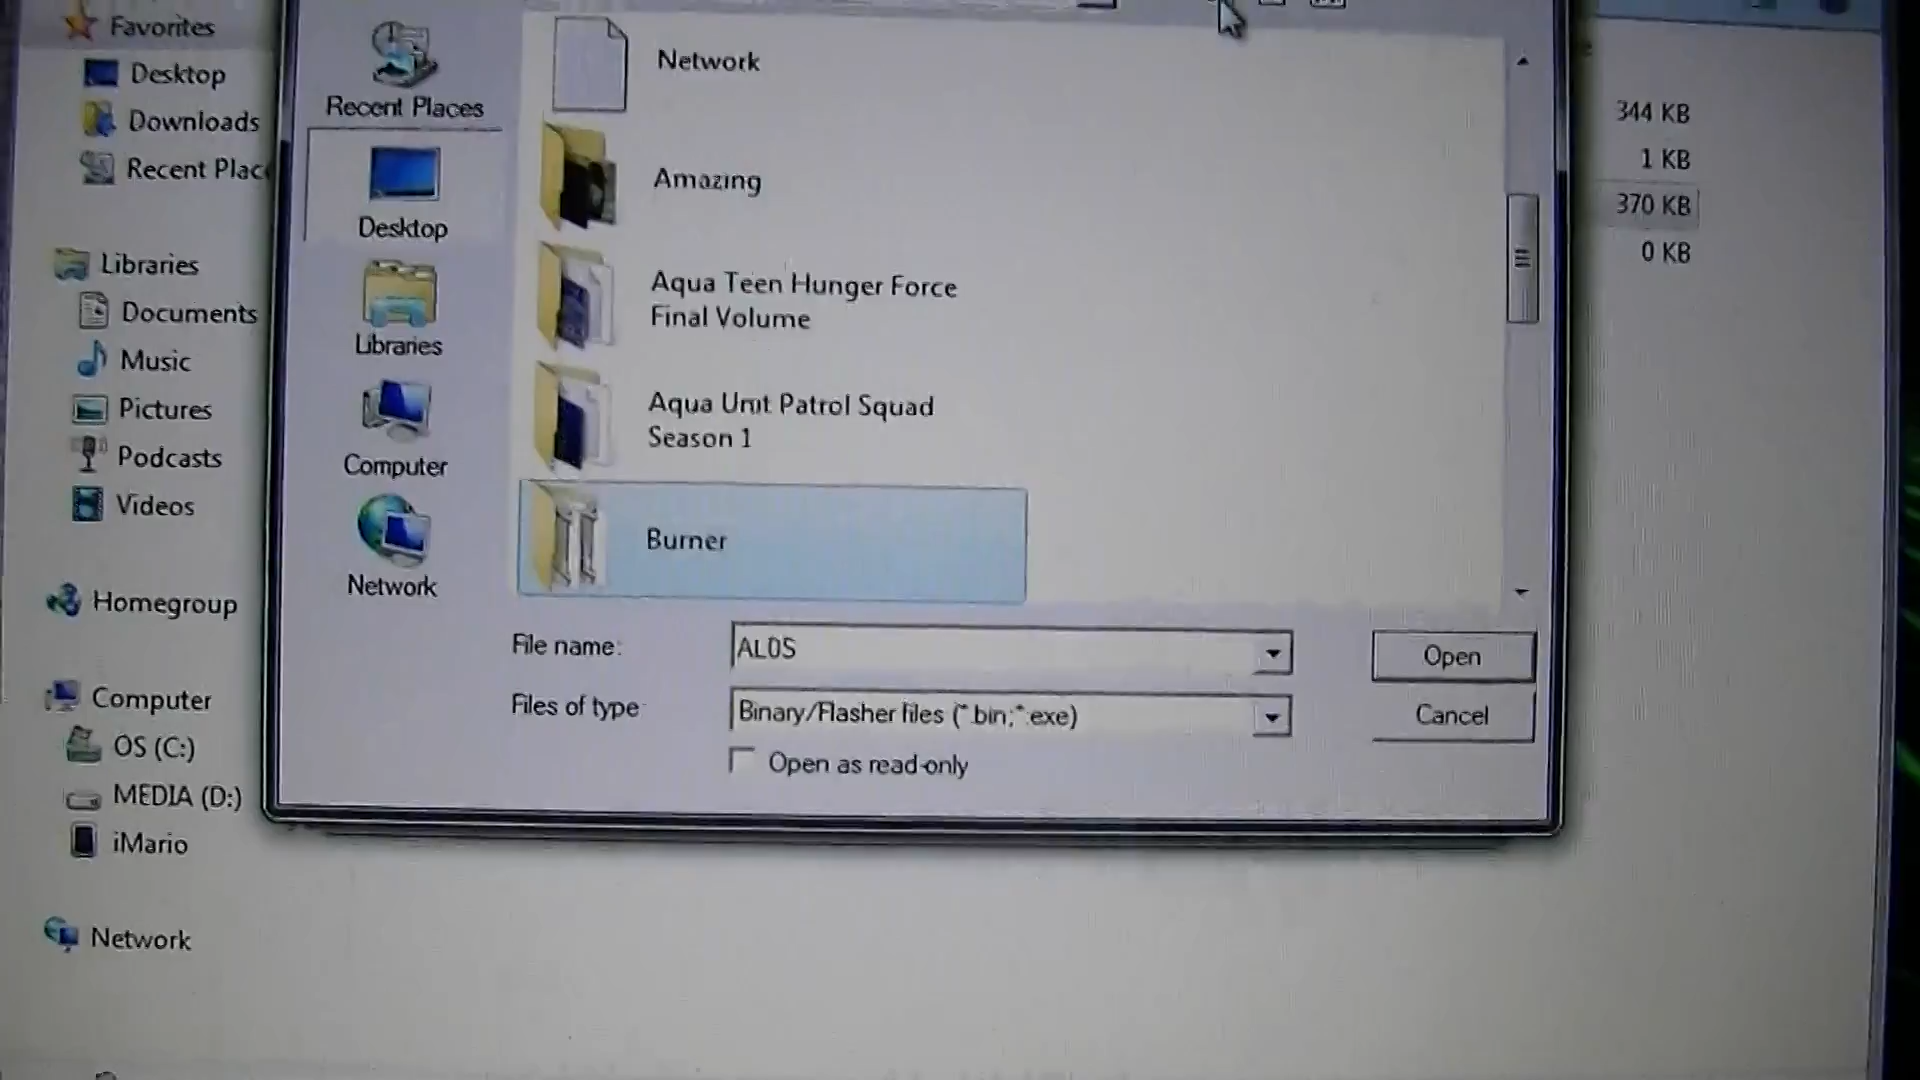 Favorites
Desktop
Downloads
Recent Plac
Libraries
Documents
Music
Pictures
Podcasts
Videos
Homegroup
Computer
OS (C:)
MEDIA (D:)
iMario
Network
Recent Places
Desktop
Libraries
Computer
Network
Network
Amazing
Aqua Teen Hunger Force
Final Volume
Aqua Unit Patrol Squad
Season 1
Burner
File name:
ALOS
Open
Files of type:
Binary/Flasher files (*.bin;*.exe)
Cancel
Open as read-only
344 KB
1 KB
370 KB
0 KB